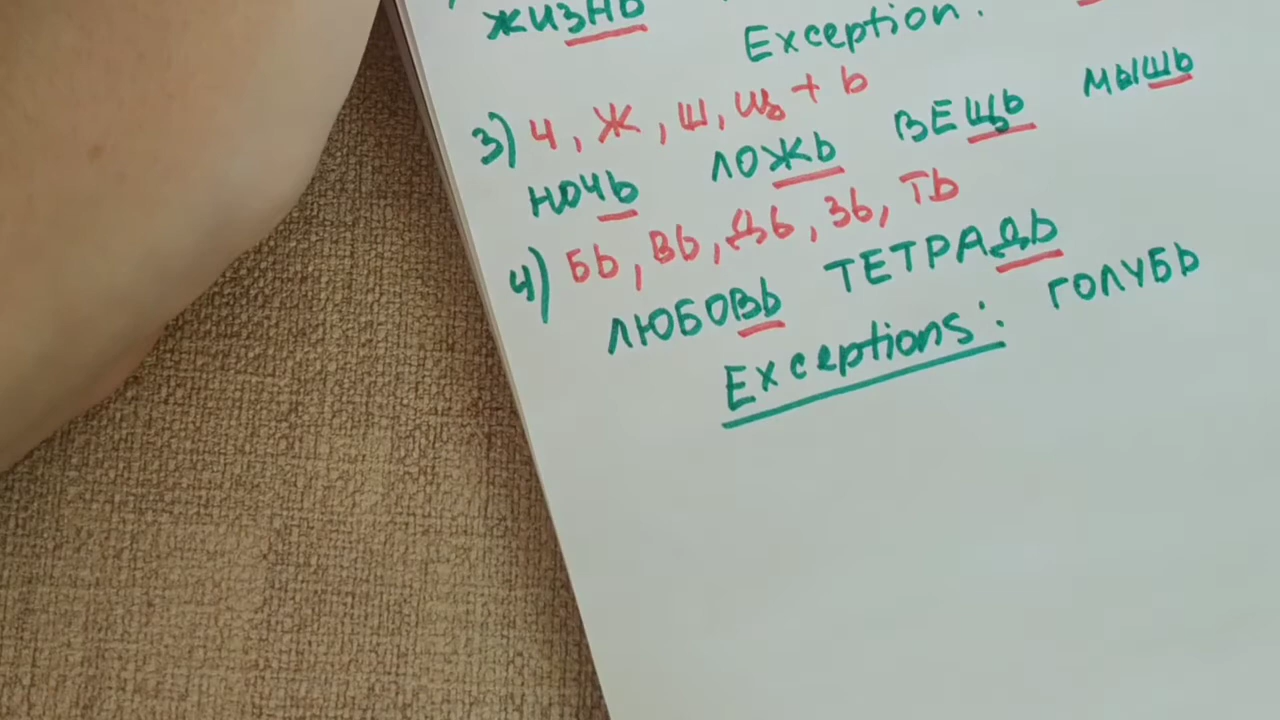 ЖИЗНЬ
Exception:
3) Ч, Ж, Ш, Щ + Ь
НОЧЬ ЛОЖЬ ВЕЩЬ МЫШЬ
4) БЬ, ВЬ, ДЬ, ЗЬ, ТЬ
ЛЮБОВЬ ТЕТРАДЬ
Exceptions: ГОЛУБЬ